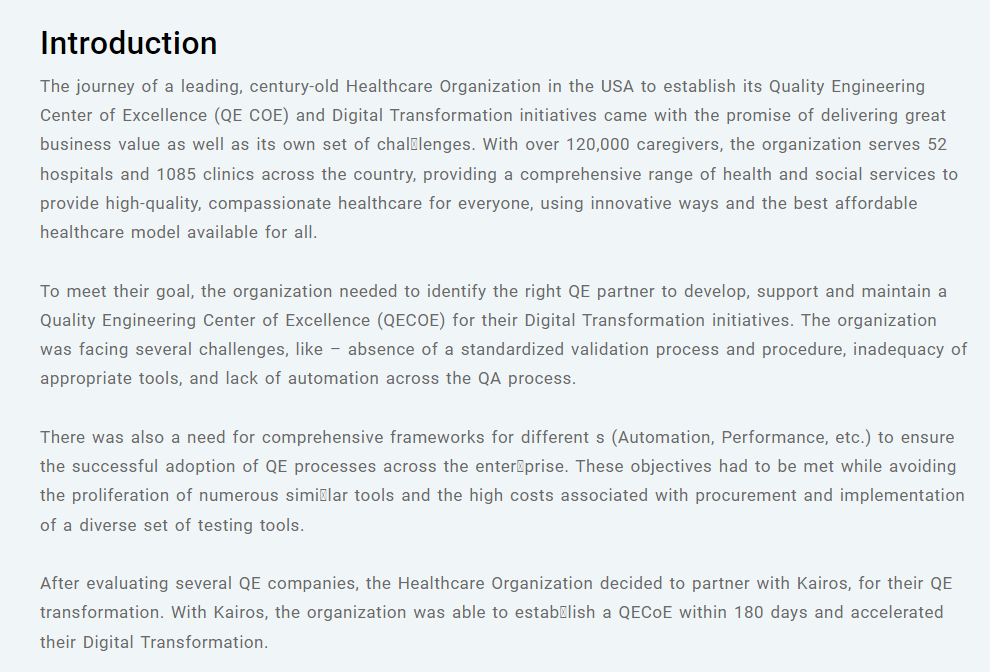 Introduction
The journey of a leading, century-old Healthcare Organization in the USA to establish its Quality Engineering
Center of Excellence (QE COE) and Digital Transformation initiatives came with the promise of delivering great
business value as well as its own set of chal▯lenges. With over 120,000 caregivers, the organization serves 52
hospitals and 1085 clinics across the country, providing a comprehensive range of health and social services to
provide high-quality, compassionate healthcare for everyone, using innovative ways and the best affordable
healthcare model available for all.
To meet their goal, the organization needed to identify the right QE partner to develop, support and maintain a
Quality Engineering Center of Excellence (QECOE) for their Digital Transformation initiatives. The organization
was facing several challenges, like – absence of a standardized validation process and procedure, inadequacy of
appropriate tools, and lack of automation across the QA process.
There was also a need for comprehensive frameworks for different s (Automation, Performance, etc.) to ensure
the successful adoption of QE processes across the enter▯prise. These objectives had to be met while avoiding
the proliferation of numerous simi▯lar tools and the high costs associated with procurement and implementation
of a diverse set of testing tools.
After evaluating several QE companies, the Healthcare Organization decided to partner with Kairos, for their QE
transformation. With Kairos, the organization was able to estab▯lish a QECoE within 180 days and accelerated
their Digital Transformation.